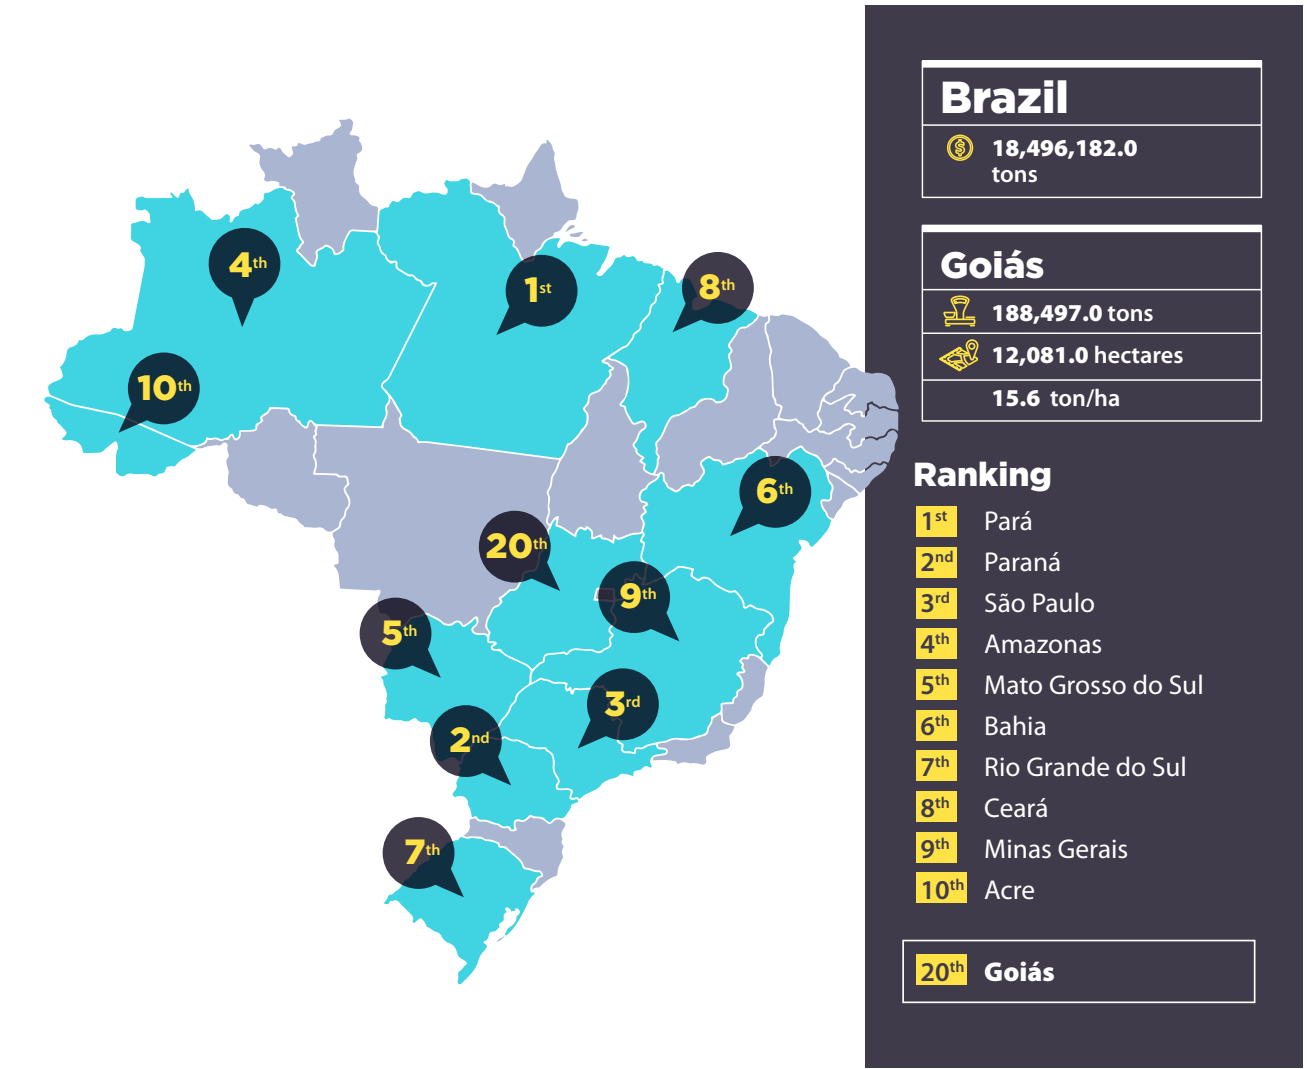 4th
1st
8th
10th
6th
20th
9th
5th
3rd
2nd
7th
Brazil
18,496,182.0
tons
Goiás
188,497.0 tons
12,081.0 hectares
15.6 ton/ha
Ranking
1st Pará
2nd Paraná
3rd São Paulo
4th Amazonas
5th Mato Grosso do Sul
6th Bahia
7th Rio Grande do Sul
8th Ceará
9th Minas Gerais
10th Acre
20th Goiás